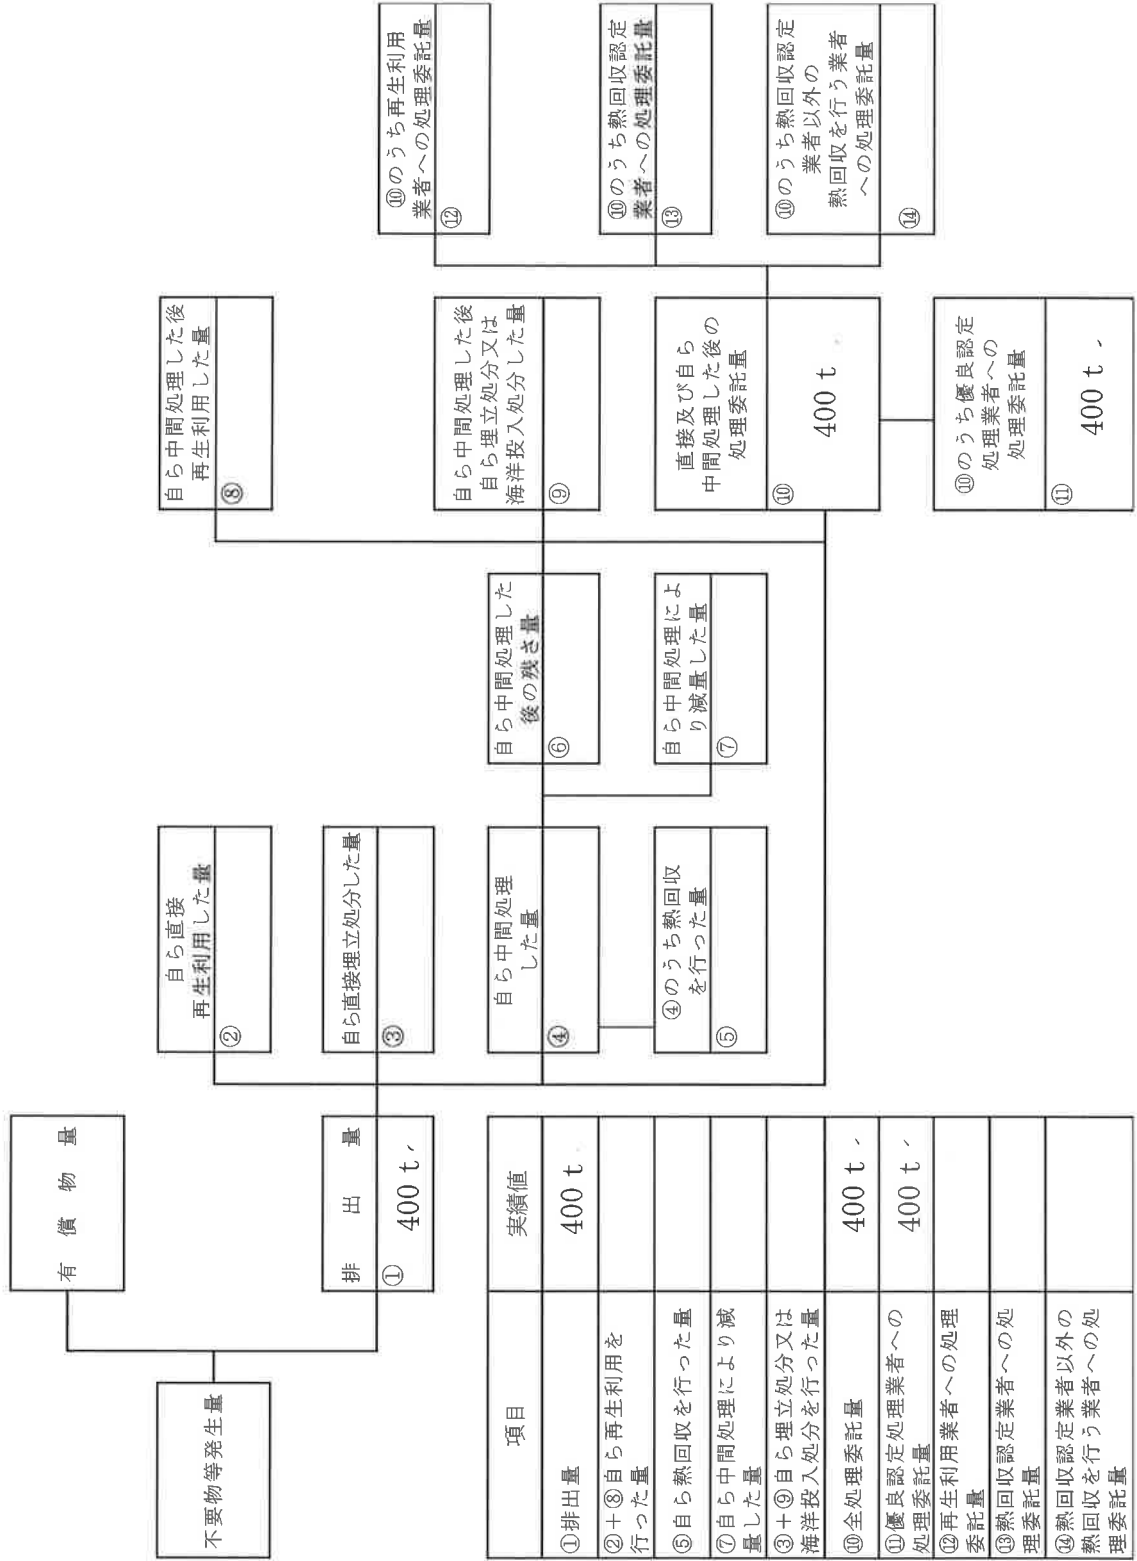 不要物等発生量
有償物量
排出量
①
400 t
自ら直接
再生利用した量
②
自ら直接埋立処分した量
③
自ら中間処理
した量
④
④のうち熱回収
を行った量
⑤
自ら中間処理した
後の残さ量
⑥
自ら中間処理によ
り減量した量
⑦
自ら中間処理した後
再生利用した量
⑧
自ら中間処理した後
自ら埋立処分又は
海洋投入処分した量
⑨
直接及び自ら
中間処理した後の
処理委託量
⑩
400 t
⑩のうち優良認定
処理業者への
処理委託量
⑪
400 t
⑩のうち再生利用
業者への処理委託量
⑫
⑩のうち熱回収認定
業者への処理委託量
⑬
⑩のうち熱回収認定
業者以外の
熱回収を行う業者
への処理委託量
⑭
項目
実績値
①排出量
400 t
②+⑧自ら再生利用を
行った量
⑤自ら熱回収を行った量
⑦自ら中間処理により減
量した量
③+⑨自ら埋立処分又は
海洋投入処分を行った量
⑩全処理委託量
400 t
⑪優良認定処理業者への
処理委託量
400 t
⑫再生利用業者への処理
委託量
⑬熱回収認定業者への処
理委託量
⑭熱回収認定業者以外の
熱回収を行う業者への処
理委託量